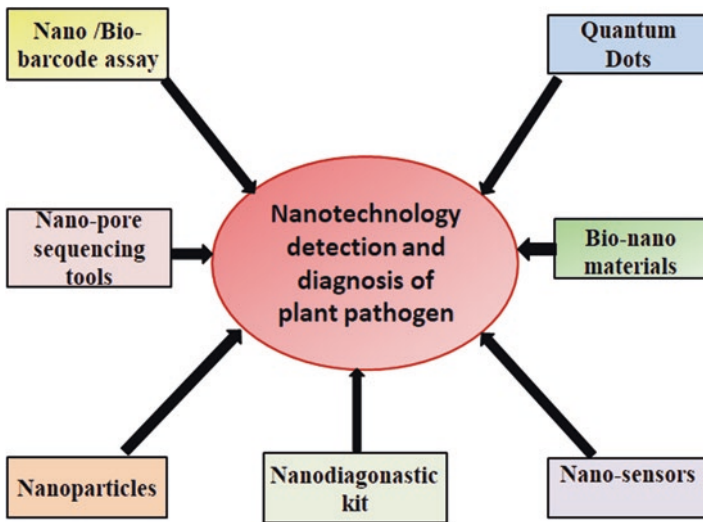 Nano /Bio-
barcode assay
Quantum
Dots
Nanotechnology
detection and
diagnosis of
plant pathogen
Nano-pore
sequencing
tools
Bio-nano
materials
Nanoparticles
Nanodiagonastic
kit
Nano-sensors